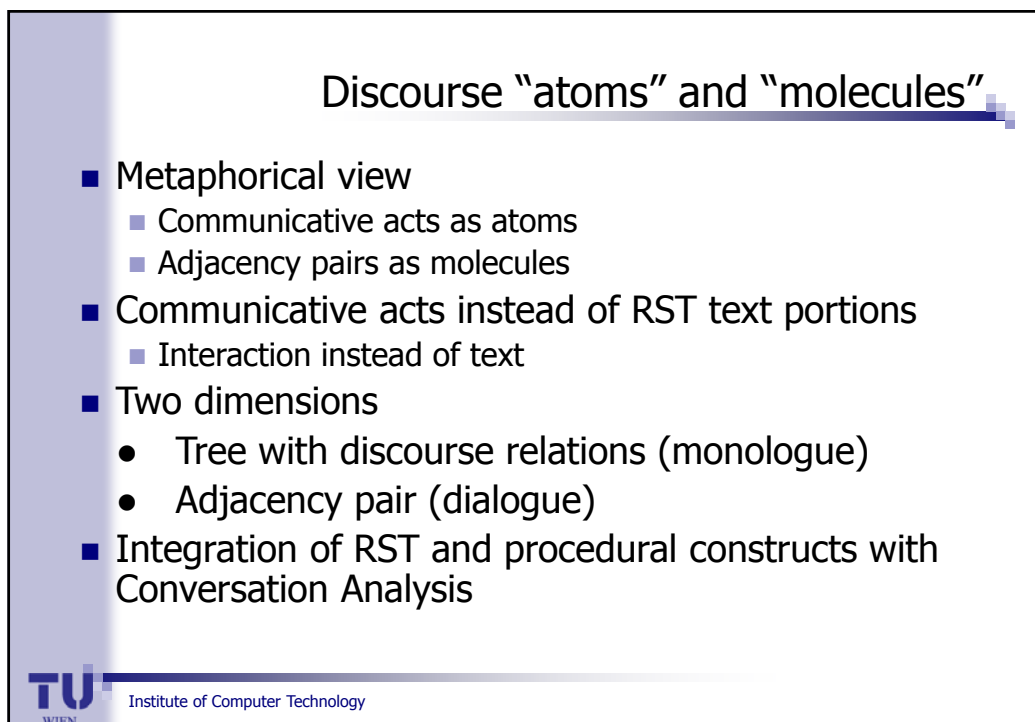 Discourse “atoms” and “molecules”
Metaphorical view
Communicative acts as atoms
Adjacency pairs as molecules
Communicative acts instead of RST text portions
Interaction instead of text
Two dimensions
Tree with discourse relations (monologue)
Adjacency pair (dialogue)
Integration of RST and procedural constructs with
Conversation Analysis
TU
WIEN
Institute of Computer Technology